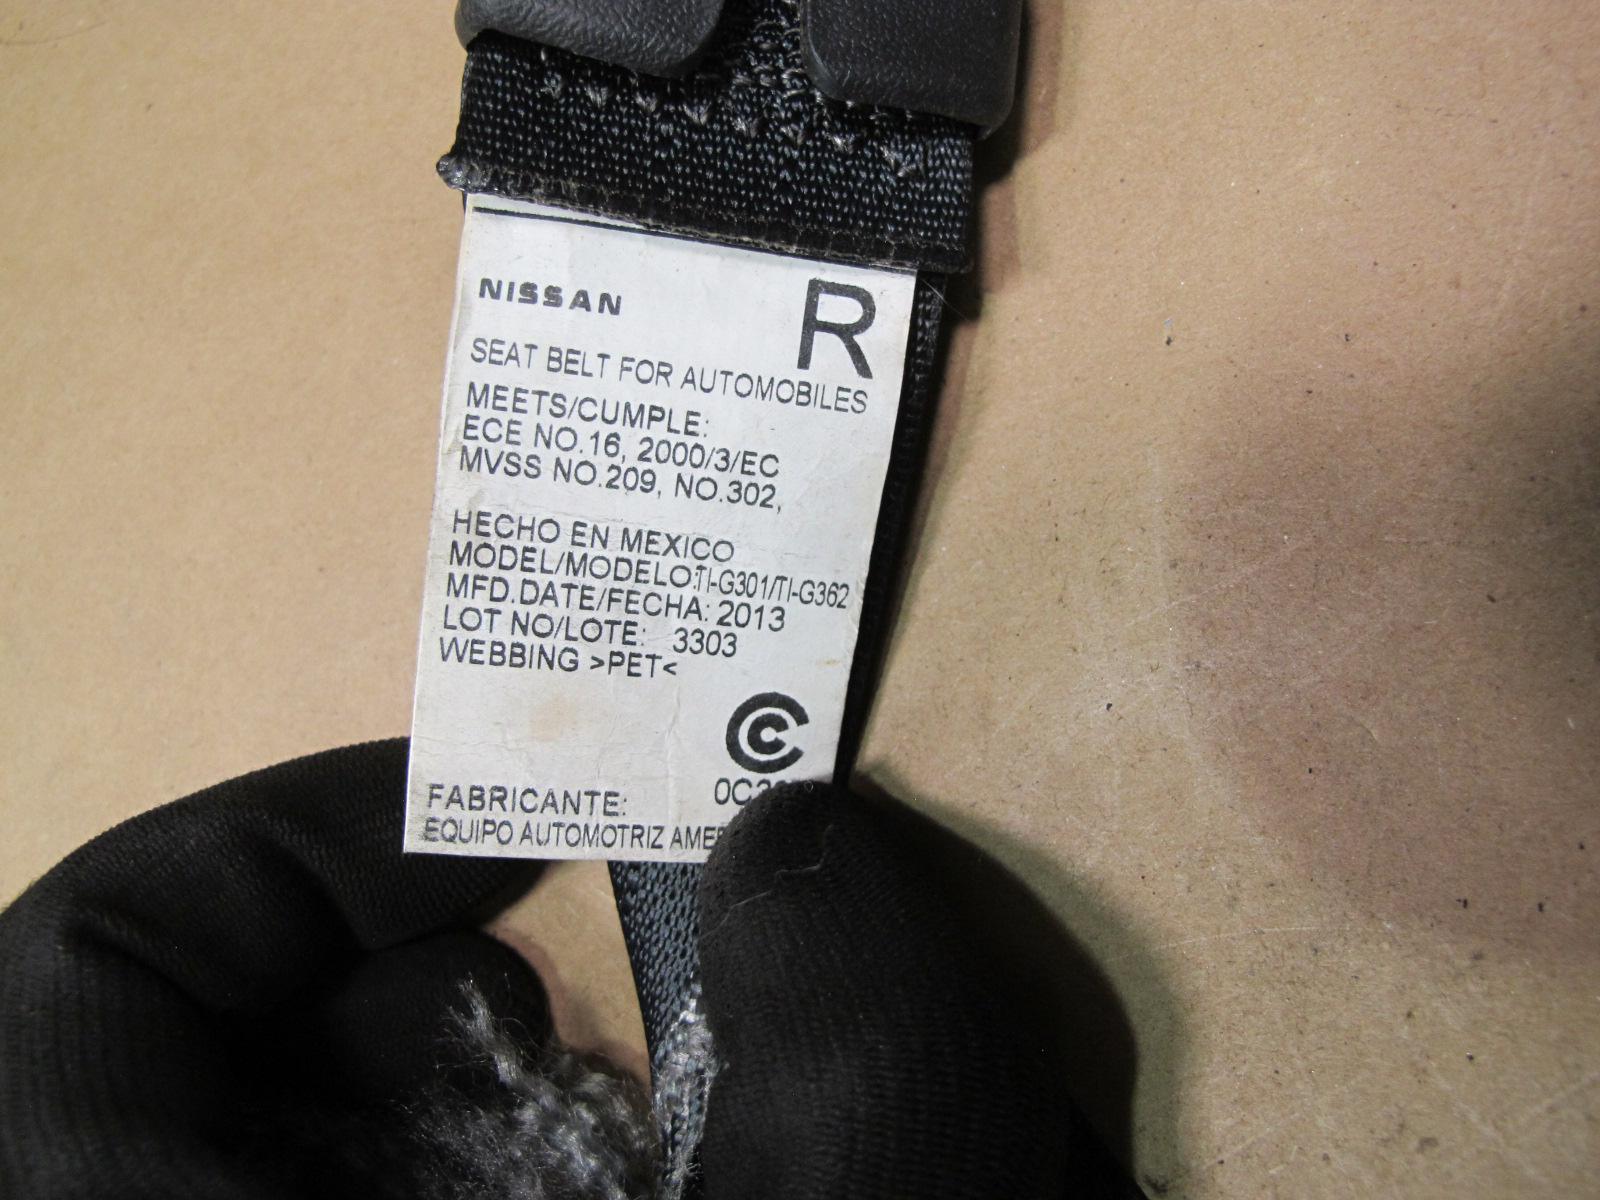 NISSAN
R
SEAT BELT FOR AUTOMOBILES
MEETS/CUMPLE:
ECE NO.16, 2000/3/EC
MVSS NO.209, NO.302,
HECHO EN MEXICO
MODEL/MODELO:TI-G301/TI-G362
MFD.DATE/FECHA: 2013
LOT NO/LOTE: 3303
WEBBING >PET<
FABRICANTE:
EQUIPO AUTOMOTRIZ